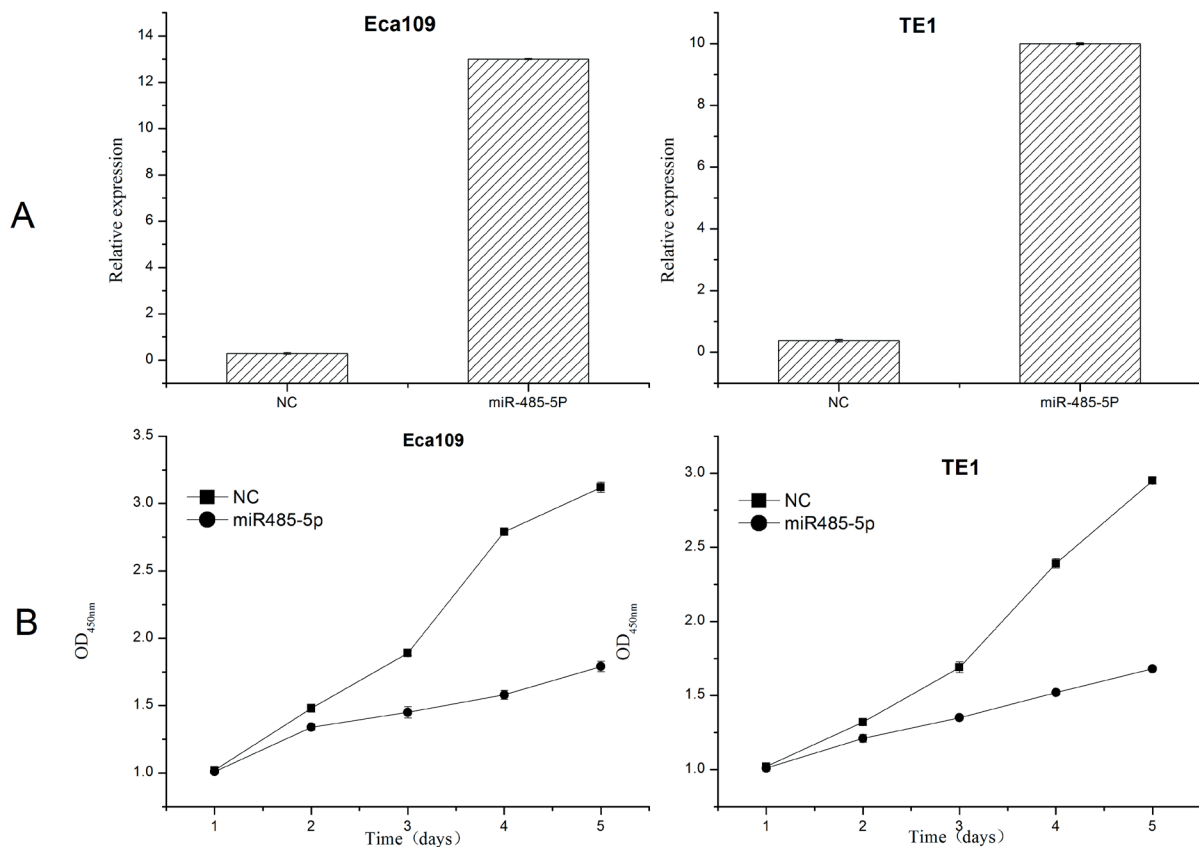 A
Eca109
Relative expression
14
12
10
8
6
4
2
0
NC
miR-485-5P
TE1
Relative expression
10
8
6
4
2
0
NC
miR-485-5P
B
Eca109
NC
miR485-5p
OD450nm
3.5
3.0
2.5
2.0
1.5
1.0
1 2 3 4 5
Time (days)
TE1
NC
miR485-5p
OD450nm
3.0
2.5
2.0
1.5
1.0
1 2 3 4 5
Time (days)